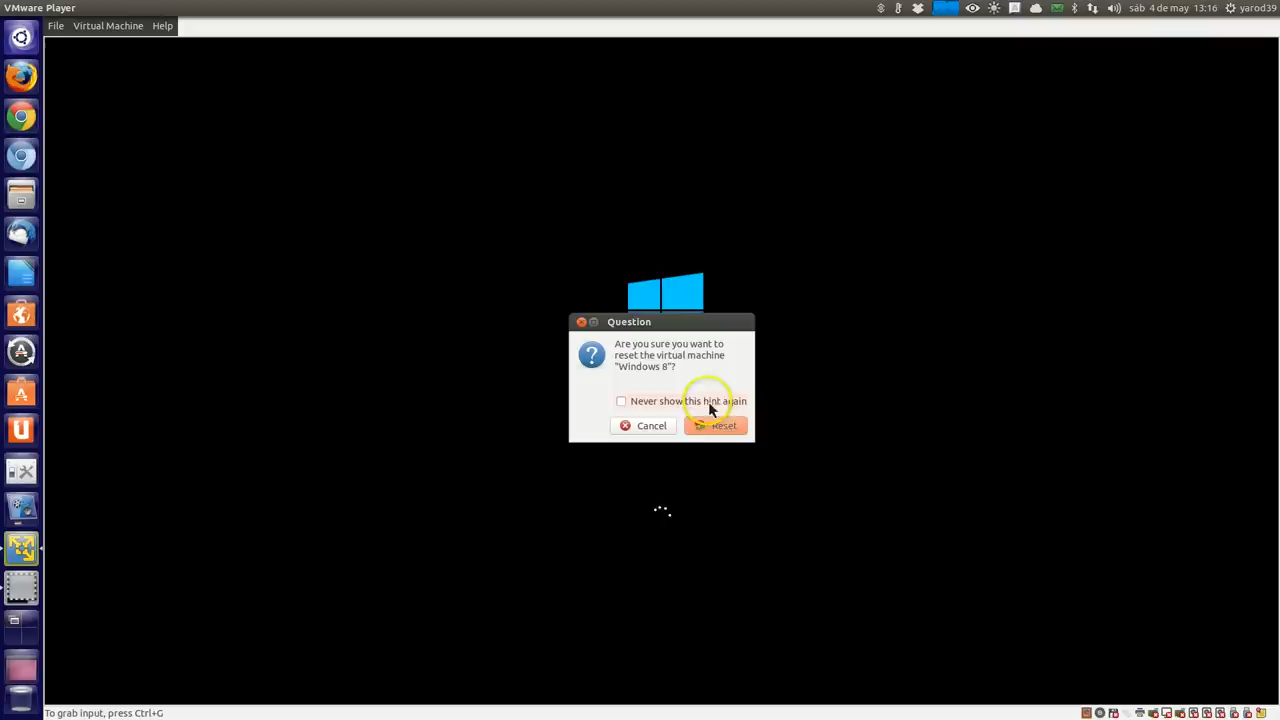 VMware Player
sáb 4 de may 13:16 yarod39
File Virtual Machine Help
Question
Are you sure you want to
reset the virtual machine
"Windows 8"?
Never show this hint again
Cancel Reset
To grab input, press Ctrl+G